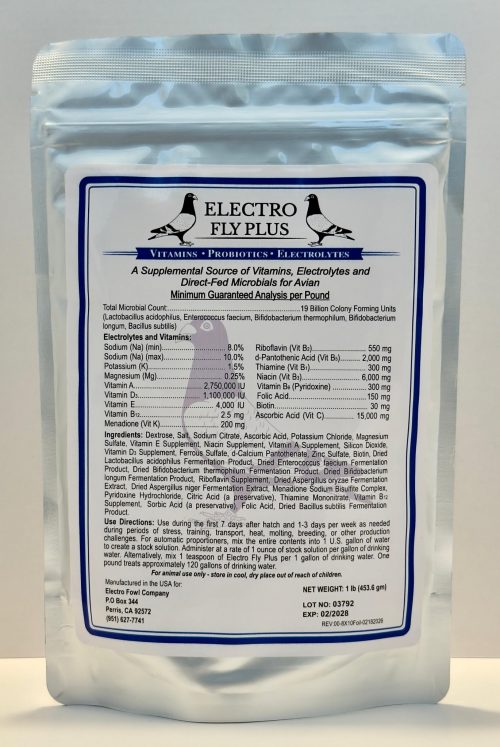 ELECTRO
FLY PLUS
VITAMINS • PROBIOTICS • ELECTROLYTES
A Supplemental Source of Vitamins, Electrolytes and
Direct-Fed Microbials for Avian
Minimum Guaranteed Analysis per Pound
Total Microbial Count:..........19 Billion Colony Forming Units
(Lactobacillus acidophilus, Enterococcus faecium, Bifidobacterium thermophilum, Bifidobacterium
longum, Bacillus subtilis)
Electrolytes and Vitamins:
Sodium (Na) (min)..........8.0%
Sodium (Na) (max)..........10.0%
Potassium (K)..........1.5%
Magnesium (Mg)..........0.25%
Vitamin A..........2,750,000 IU
Vitamin D3..........1,100,000 IU
Vitamin E..........4,000 IU
Vitamin B12..........2.5 mg
Menadione (Vit K)..........200 mg
Riboflavin (Vit B2)..........550 mg
d-Pantothenic Acid (Vit B5)..........2,000 mg
Thiamine (Vit B1)..........300 mg
Niacin (Vit B3)..........6,000 mg
Vitamin B6 (Pyridoxine)..........300 mg
Folic Acid..........150 mg
Biotin..........30 mg
Ascorbic Acid (Vit C)..........15,000 mg
Ingredients: Dextrose, Salt, Sodium Citrate, Ascorbic Acid, Potassium Chloride, Magnesium
Sulfate, Vitamin E Supplement, Niacin Supplement, Vitamin A Supplement, Silicon Dioxide,
Vitamin D3 Supplement, Ferrous Sulfate, d-Calcium Pantothenate, Zinc Sulfate, Biotin, Dried
Lactobacillus acidophilus Fermentation Product, Dried Enterococcus faecium Fermentation
Product, Dried Bifidobacterium thermophilum Fermentation Product, Dried Bifidobacterium
longum Fermentation Product, Riboflavin Supplement, Dried Aspergillus oryzae Fermentation
Extract, Dried Aspergillus niger Fermentation Extract, Menadione Sodium Bisulfite Complex,
Pyridoxine Hydrochloride, Citric Acid (a preservative), Thiamine Mononitrate, Vitamin B12
Supplement, Sorbic Acid (a preservative), Folic Acid, Dried Bacillus subtilis Fermentation
Product.
Use Directions: Use during the first 7 days after hatch and 1-3 days per week as needed
during periods of stress, training, transport, heat, molting, breeding, or other production
challenges. For automatic proportioners, mix the entire contents into 1 U.S. gallon of water
to create a stock solution. Administer at a rate of 1 ounce of stock solution per gallon of drinking
water. Alternatively, mix 1 teaspoon of Electro Fly Plus per 1 gallon of drinking water. One
pound treats approximately 120 gallons of drinking water.
For animal use only - store in cool, dry place out of reach of children.
Manufactured in the USA for:
Electro Fowl Company
P.O Box 344
Perris, CA 92572
(951) 627-7741
NET WEIGHT: 1 lb (453.6 gm)
LOT NO: 03792
EXP: 02/2028
REV:00-8X10Foil-02182026